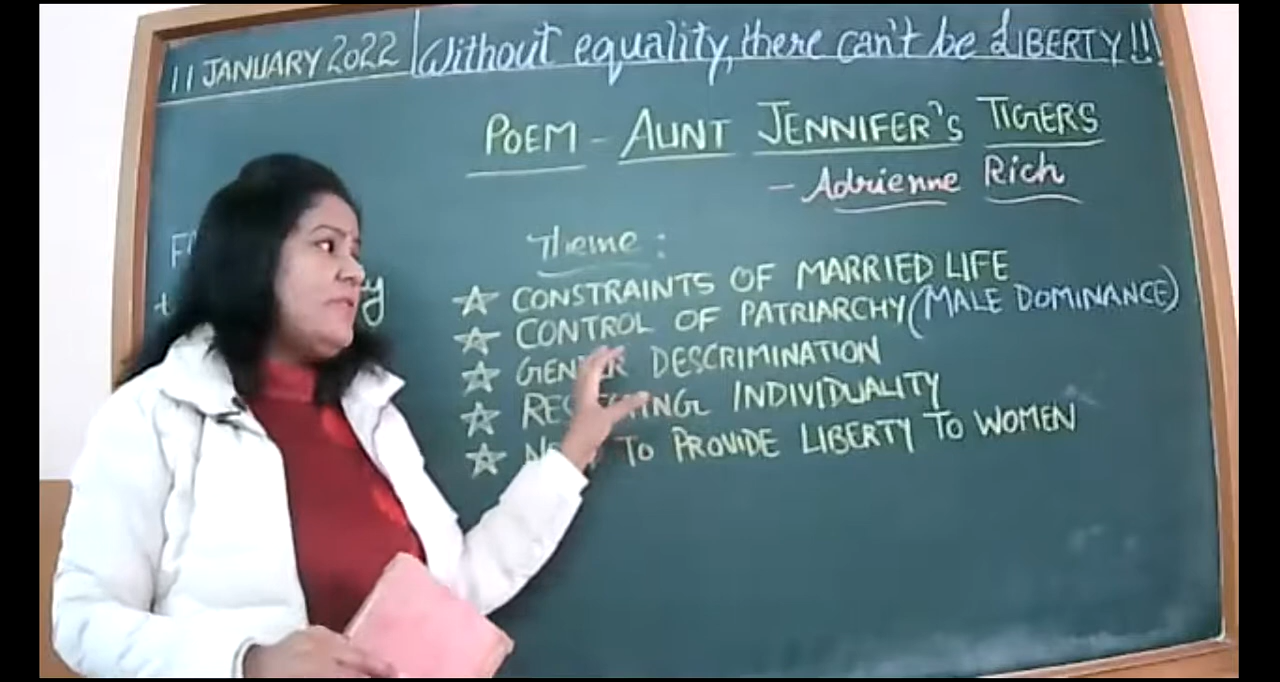 11 JANUARY 2022 Without equality, there can't be LIBERTY!!!
POEM - AUNT JENNIFER'S TIGERS
- Adrienne Rich
Theme :
☆ CONSTRAINTS OF MARRIED LIFE
☆ CONTROL OF PATRIARCHY (MALE DOMINANCE)
☆ GENDER DESCRIMINATION
☆ INDIVIDUALITY
☆ TO PROVIDE LIBERTY TO WOMEN